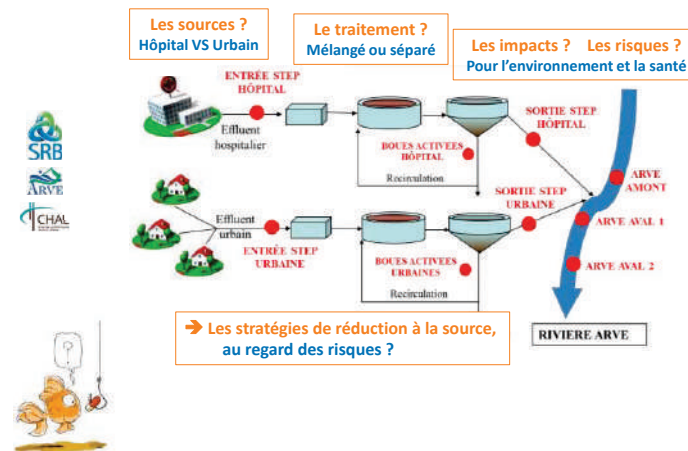 Les sources ?
Hôpital VS Urbain
Le traitement ?
Mélangé ou séparé
Les impacts ? Les risques ?
Pour l'environnement et la santé
ENTRÉE STEP
HÔPITAL
Effluent
hospitalier
BOUES ACTIVÉES
HÔPITAL
Recirculation
SORTIE STEP
HÔPITAL
SORTIE STEP
URBAINE
ARVE
AMONT
ARVE AVAL 1
ARVE AVAL 2
SRB
ARVE
CHAL
Effluent
urbain
ENTRÉE STEP
URBAINE
BOUES ACTIVÉES
URBAINES
Recirculation
➔ Les stratégies de réduction à la source,
au regard des risques ?
RIVIERE ARVE